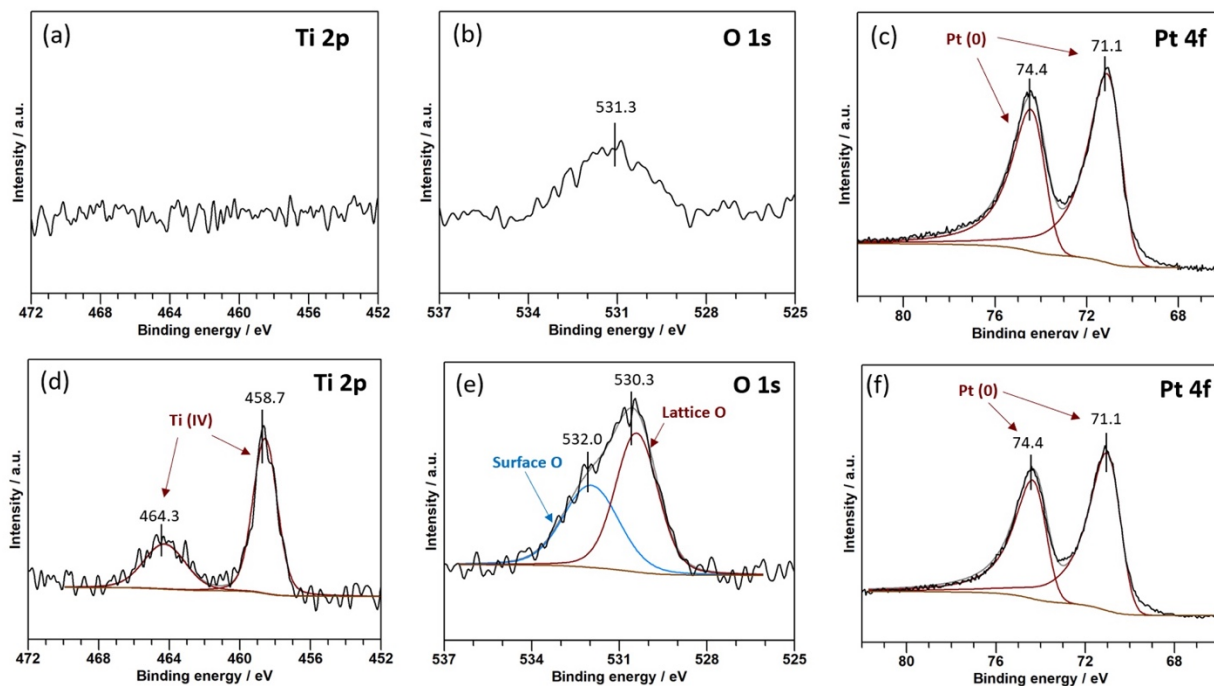 (a)
Ti 2p
Intensity / a.u.
472 468 464 460 456 452
Binding energy / eV
(b)
O 1s
531.3
Intensity / a.u.
537 533 529 525
531
Binding energy / eV
(c)
Pt 4f
Pt (0)
71.1
74.4
Intensity / a.u.
80 76 72 68
Binding energy / eV
(d)
Ti 2p
458.7
Ti (IV)
464.3
Intensity / a.u.
472 468 464 460 456 452
Binding energy / eV
(e)
O 1s
530.3
532.0
Lattice O
Surface O
Intensity / a.u.
537 533 529 525
531
Binding energy / eV
(f)
Pt 4f
Pt (0)
71.1
74.4
Intensity / a.u.
80 76 72 68
Binding energy / eV